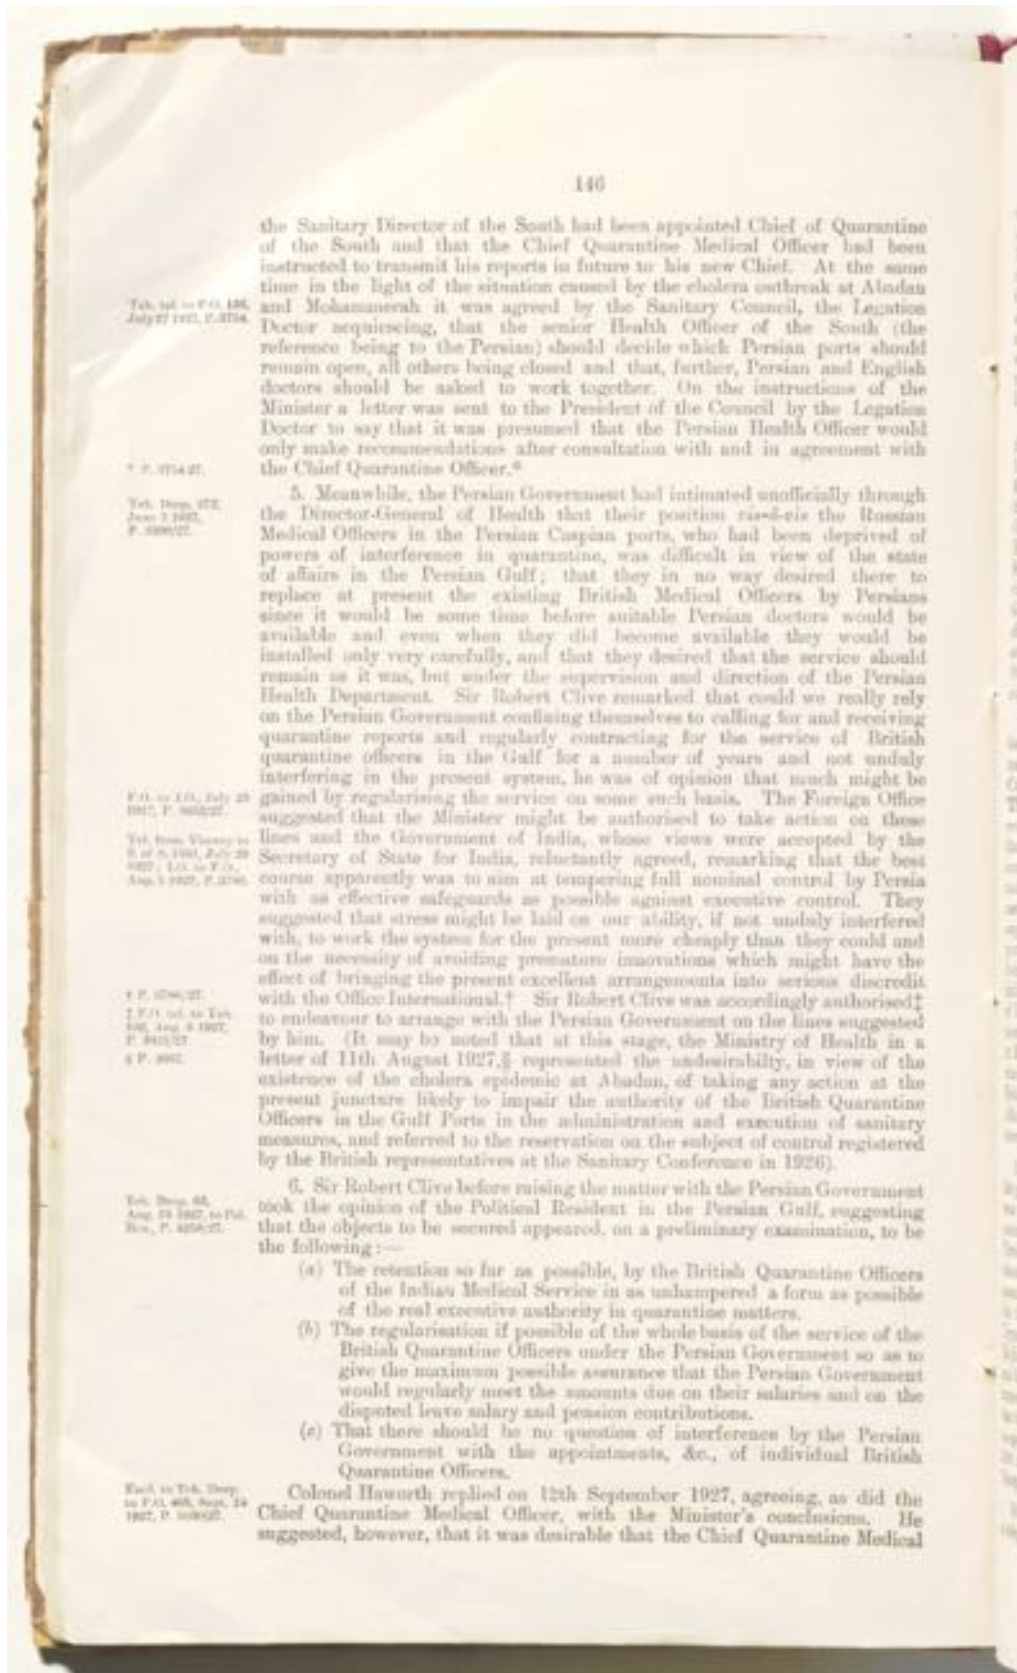 146
the Sanitary Director of the South had been appointed Chief of Quarantine
of the South and that the Chief Quarantine Medical Officer had been
instructed to transmit his reports in future to his new Chief. At the same
time in the light of the situation caused by the cholera outbreak at Abadan
and Mohammerah it was agreed by the Sanitary Council, the Legation
Doctor acquiescing, that the senior Health Officer of the South (the
reference being to the Persian) should decide which Persian ports should
remain open, all others being closed and that, further, Persian and English
doctors should be asked to work together. On the instructions of the
Minister a letter was sent to the President of the Council by the Legation
Doctor to say that it was presumed that the Persian Health Officer would
only make recommendations after consultation with and in agreement with
the Chief Quarantine Officer.*
5. Meanwhile, the Persian Government had intimated unofficially through
the Director-General of Health that their position vis-à-vis the Russian
Medical Officers in the Persian Caspian ports, who had been deprived of
powers of interference in quarantine, was difficult in view of the state
of affairs in the Persian Gulf; that they in no way desired there to
replace at present the existing British Medical Officers by Persians
since it would be some time before suitable Persian doctors would be
available and even when they did become available they would be
installed only very carefully, and that they desired that the service should
remain as it was, but under the supervision and direction of the Persian
Health Department. Sir Robert Clive remarked that could we really rely
on the Persian Government confining themselves to calling for and receiving
quarantine reports and regularly contracting for the service of British
quarantine officers in the Gulf for a number of years and not unduly
interfering in the present system, he was of opinion that much might be
gained by regularising the service on some such basis. The Foreign Office
suggested that the Minister might be authorised to take action on these
lines and the Government of India, whose views were accepted by the
Secretary of State for India, reluctantly agreed, remarking that the best
course apparently was to aim at tempering full nominal control by Persia
with as effective safeguards as possible against executive control. They
suggested that stress might be laid on our ability, if not unduly interfered
with, to work the system for the present more cheaply than they could and
on the necessity of avoiding premature innovations which might have the
effect of bringing the present excellent arrangements into serious discredit
with the Office International.† Sir Robert Clive was accordingly authorised‡
to endeavour to arrange with the Persian Government on the lines suggested
by him. (It may be noted that at this stage, the Ministry of Health in a
letter of 11th August 1927,§ represented the undesirabilty, in view of the
existence of the cholera epidemic at Abadan, of taking any action at the
present juncture likely to impair the authority of the British Quarantine
Officers in the Gulf Ports in the administration and execution of sanitary
measures, and referred to the reservation on the subject of control registered
by the British representatives at the Sanitary Conference in 1926).
6. Sir Robert Clive before raising the matter with the Persian Government
took the opinion of the Political Resident in the Persian Gulf, suggesting
that the objects to be secured appeared, on a preliminary examination, to be
the following:—
(a) The retention so far as possible, by the British Quarantine Officers
of the Indian Medical Service in as unhampered a form as possible
of the real executive authority in quarantine matters.
(b) The regularisation if possible of the whole basis of the service of the
British Quarantine Officers under the Persian Government so as to
give the maximum possible assurance that the Persian Government
would regularly meet the amounts due on their salaries and on the
disputed leave salary and pension contributions.
(c) That there should be no question of interference by the Persian
Government with the appointments, &c., of individual British
Quarantine Officers.
Colonel Haworth replied on 12th September 1927, agreeing, as did the
Chief Quarantine Medical Officer, with the Minister's conclusions. He
suggested, however, that it was desirable that the Chief Quarantine Medical